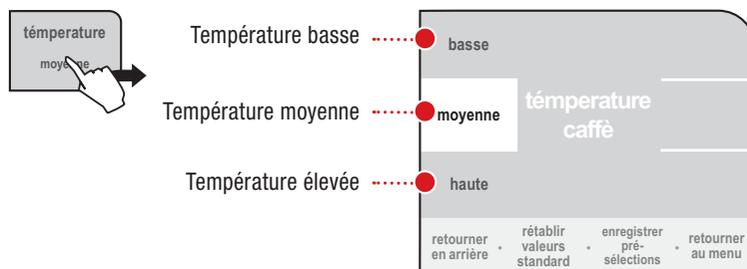 témperature
moyenne
Température basse
Température moyenne
Température élevée
basse
moyenne
haute
témperature
caffè
retourner
en arrière
rétablir
valeurs
standard
enregistrer
pré-
sélections
retourner
au menu